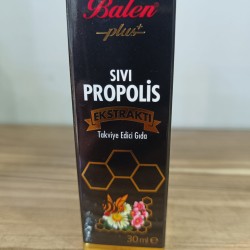 Balen
plus+
SIVI
PROPOLİS
EKSTRAKTI
Takviye Edici Gıda
30 ml ℮